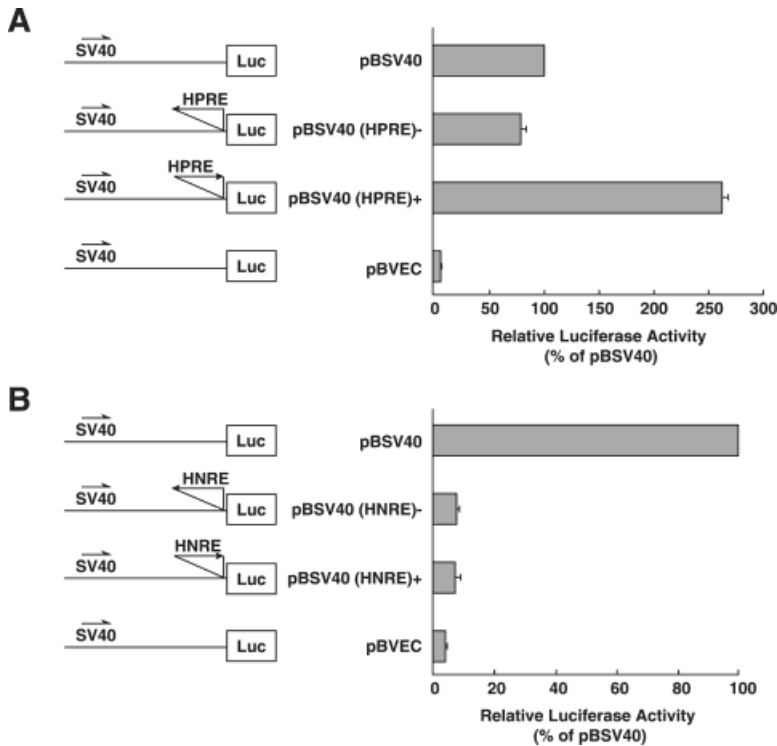 A
SV40
Luc
pBSV40
HPRE
SV40
Luc
pBSV40 (HPRE)-
HPRE
SV40
Luc
pBSV40 (HPRE)+
SV40
Luc
pBVEC
0 50 100 150 200 250 300
Relative Luciferase Activity
(% of pBSV40)
B
SV40
Luc
pBSV40
HNRE
SV40
Luc
pBSV40 (HNRE)-
HNRE
SV40
Luc
pBSV40 (HNRE)+
SV40
Luc
pBVEC
0 20 40 60 80 100
Relative Luciferase Activity
(% of pBSV40)